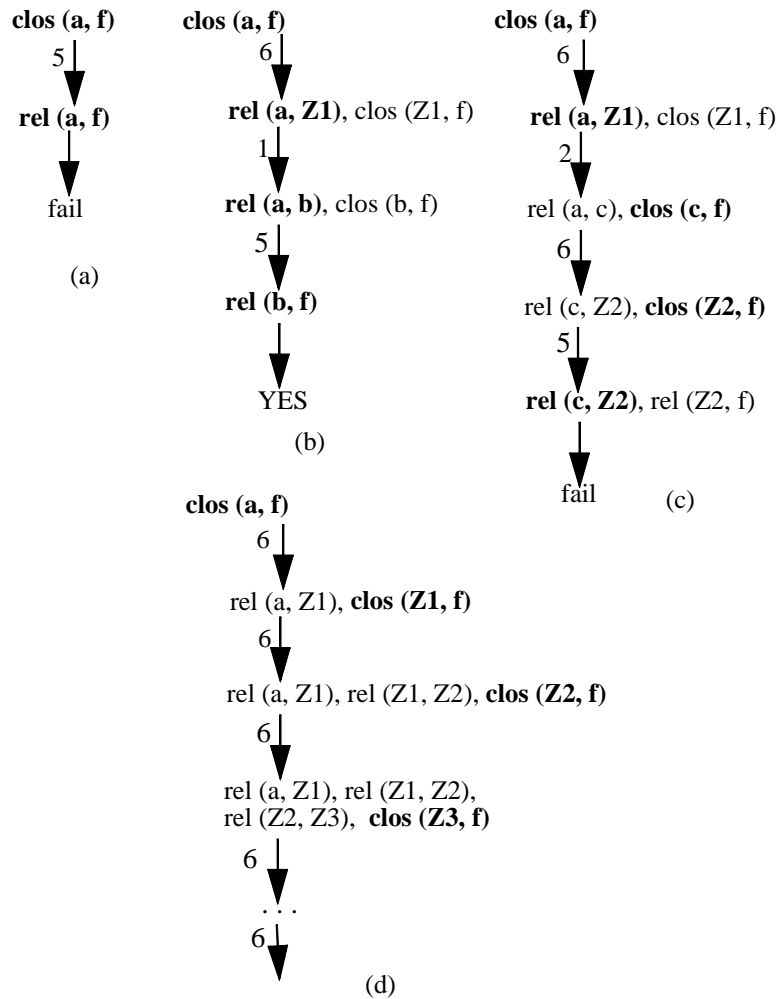 clos (a, f)
5
rel (a, f)
fail
(a)
clos (a, f)
6
rel (a, Z1), clos (Z1, f)
1
rel (a, b), clos (b, f)
5
rel (b, f)
YES
(b)
clos (a, f)
6
rel (a, Z1), clos (Z1, f)
2
rel (a, c), clos (c, f)
6
rel (c, Z2), clos (Z2, f)
5
rel (c, Z2), rel (Z2, f)
fail
(c)
clos (a, f)
6
rel (a, Z1), clos (Z1, f)
6
rel (a, Z1), rel (Z1, Z2), clos (Z2, f)
6
rel (a, Z1), rel (Z1, Z2),
rel (Z2, Z3), clos (Z3, f)
6
. . .
6
(d)